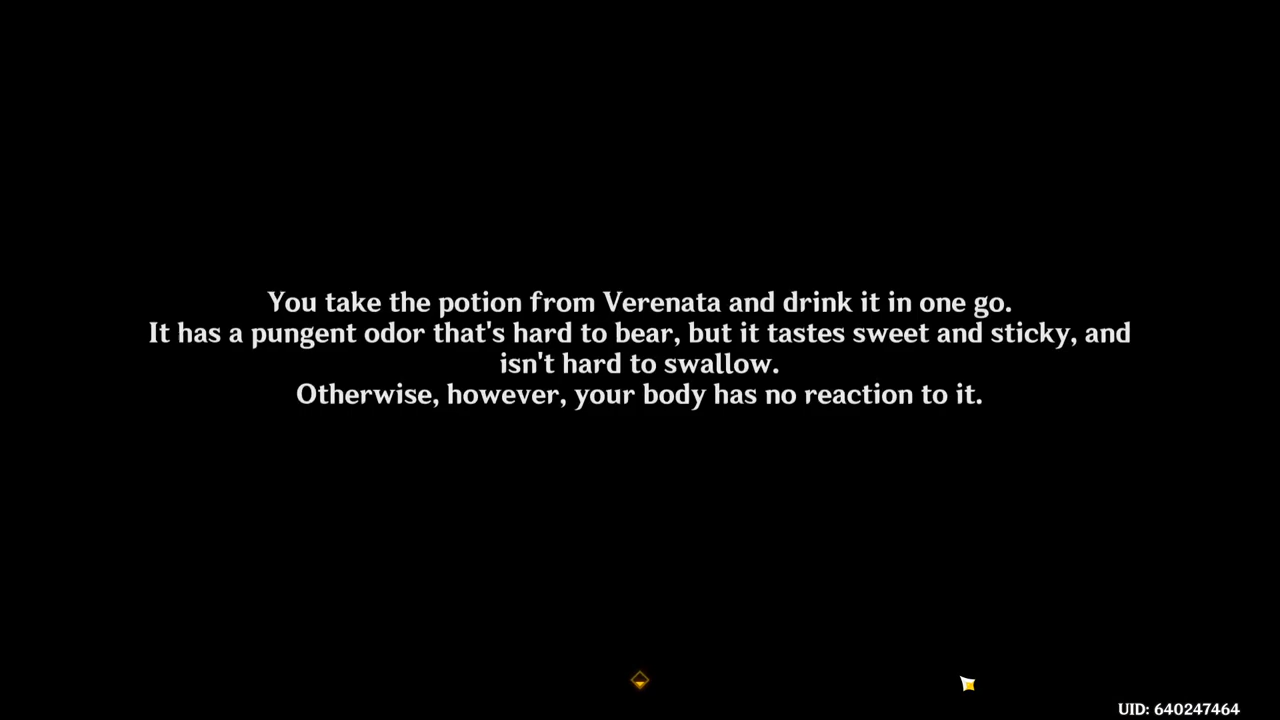 You take the potion from Verenata and drink it in one go.
It has a pungent odor that's hard to bear, but it tastes sweet and sticky, and
isn't hard to swallow.
Otherwise, however, your body has no reaction to it.
UID: 640247464